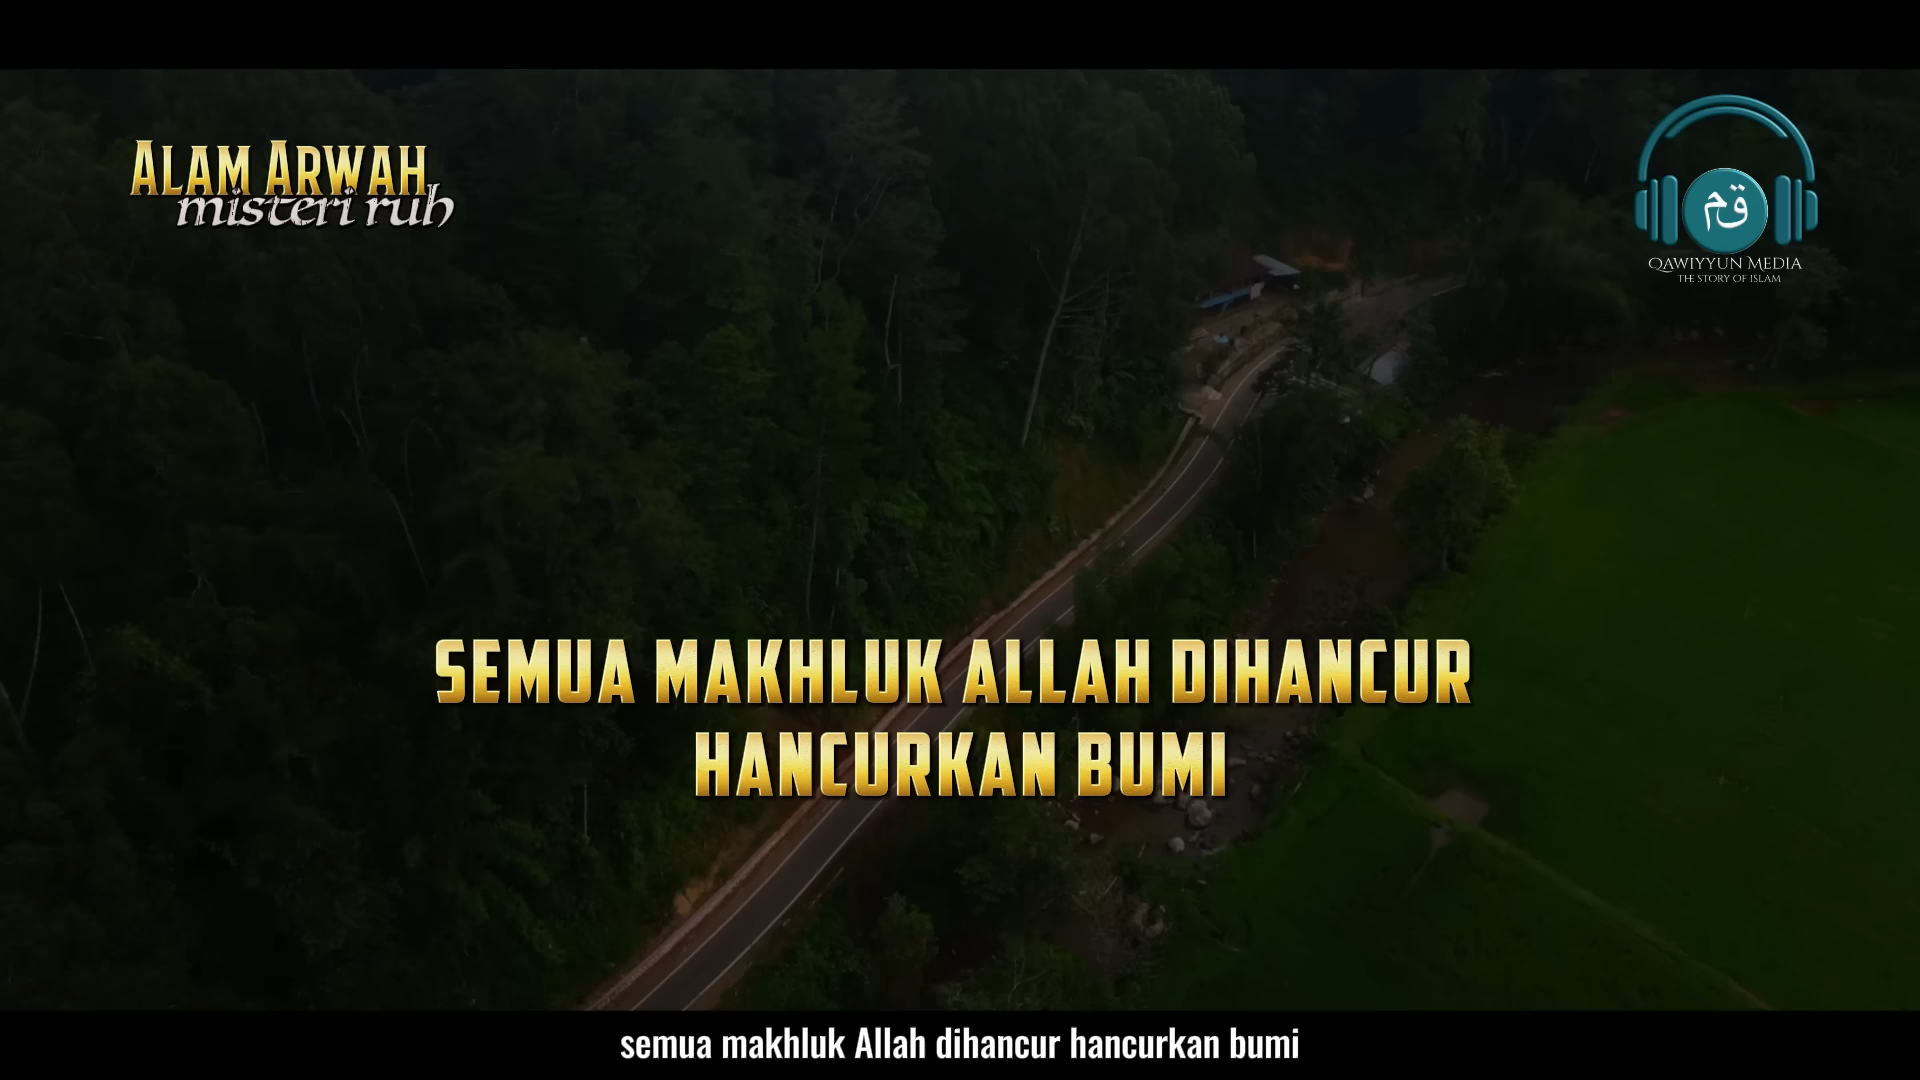 ALAM ARWAH
misteri ruh
قم
QAWIYYUN MEDIA
THE STORY OF ISLAM
SEMUA MAKHLUK ALLAH DIHANCUR
HANCURKAN BUMI
semua makhluk Allah dihancur hancurkan bumi